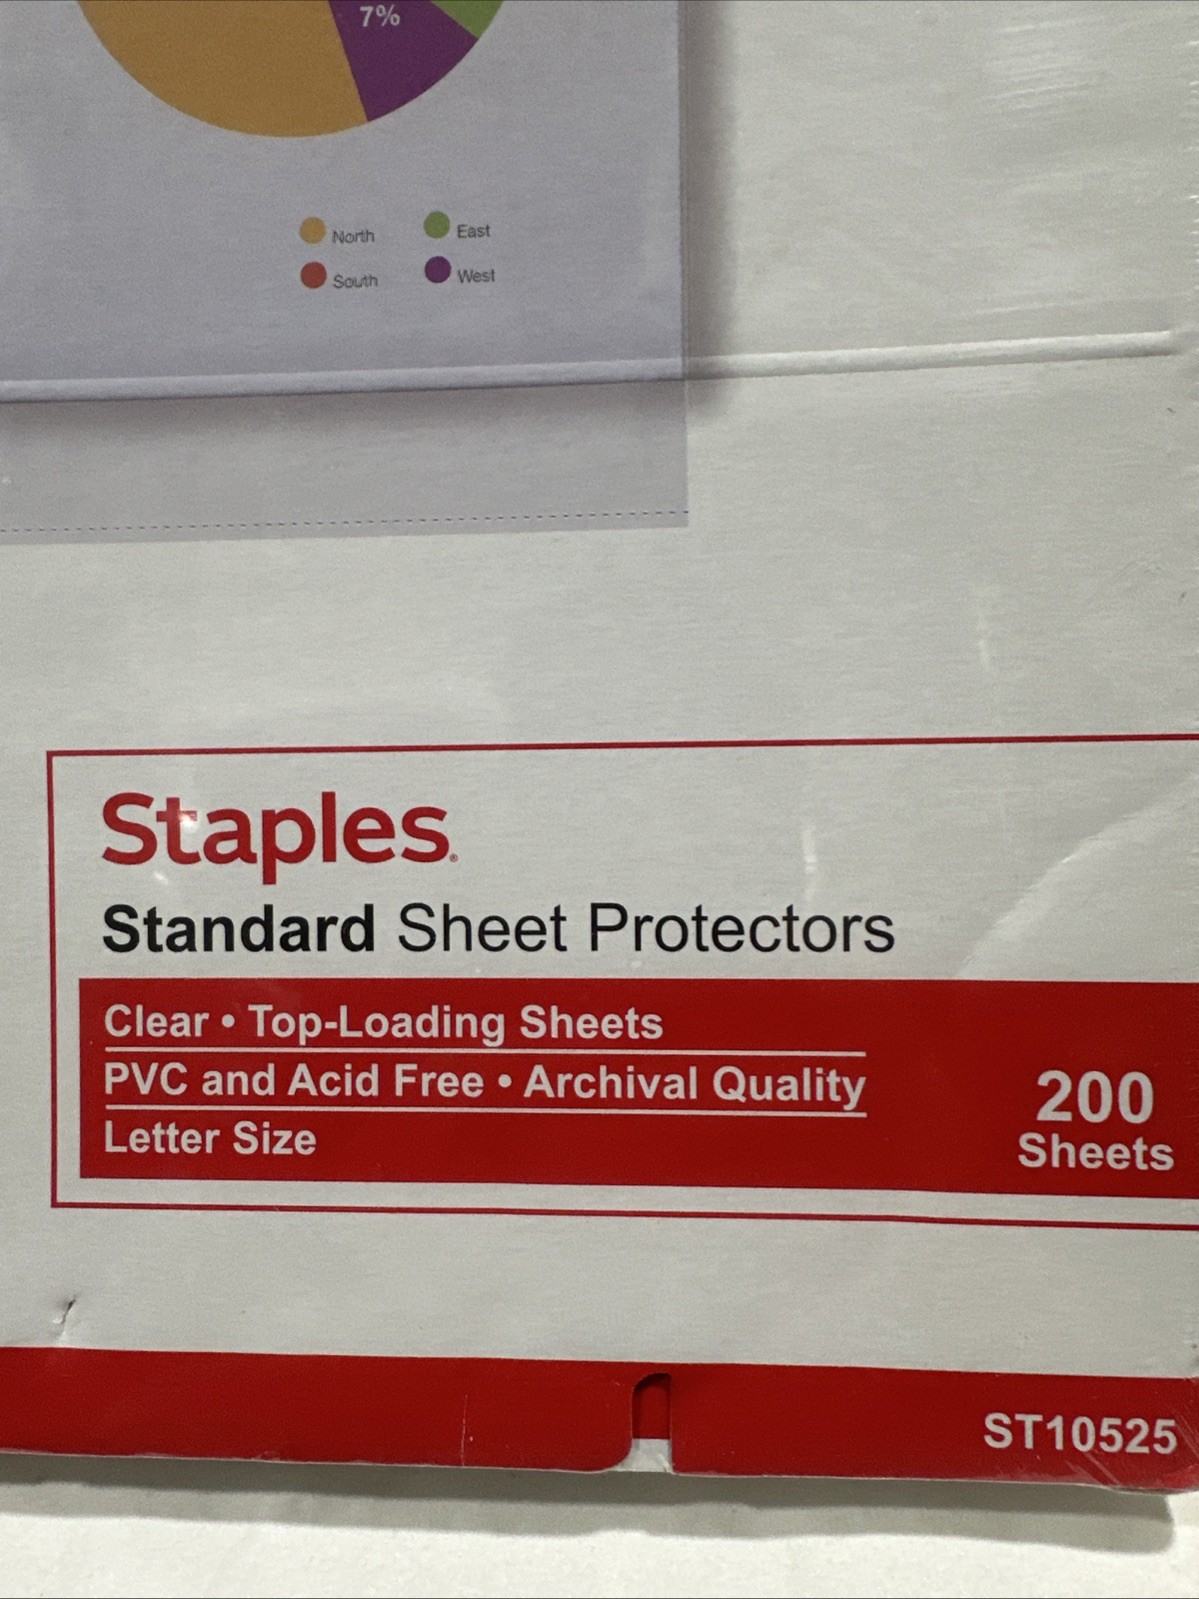 7%
North
East
South
West
Staples®
Standard Sheet Protectors
Clear • Top-Loading Sheets
PVC and Acid Free • Archival Quality
Letter Size
200
Sheets
ST10525